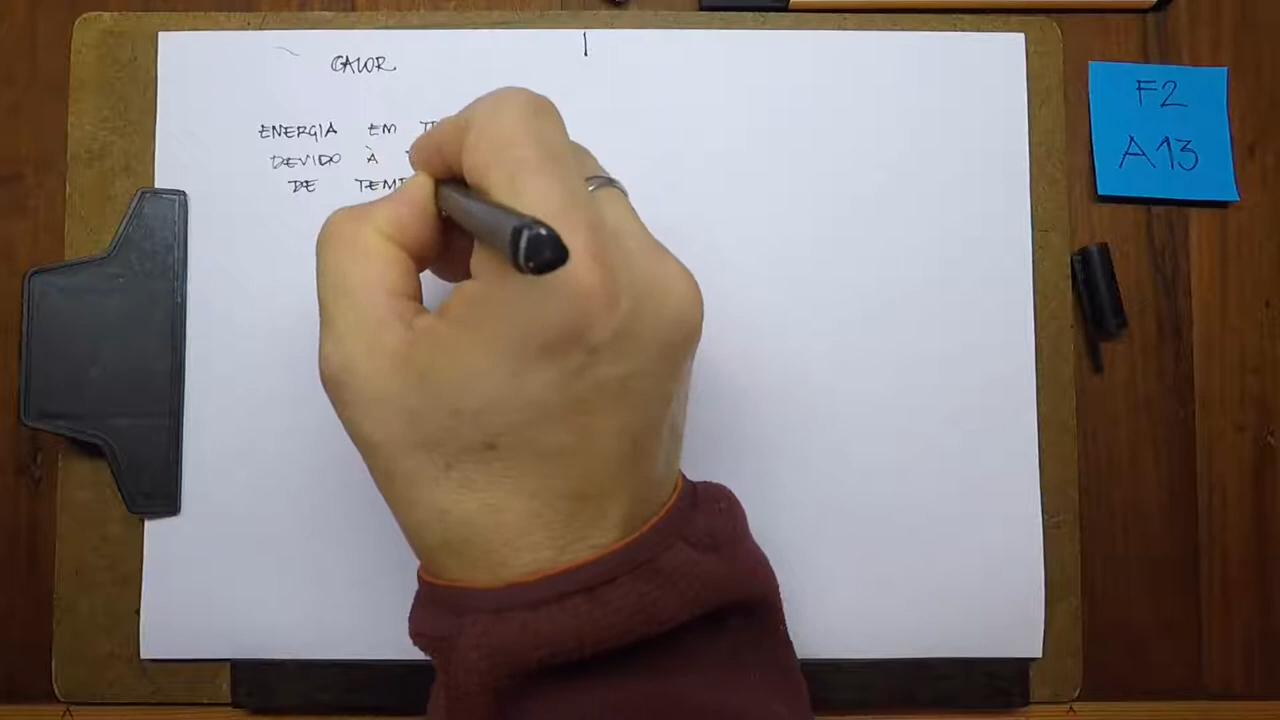 CALOR
ENERGIA EM
DEVIDO À
DE
F2
A13